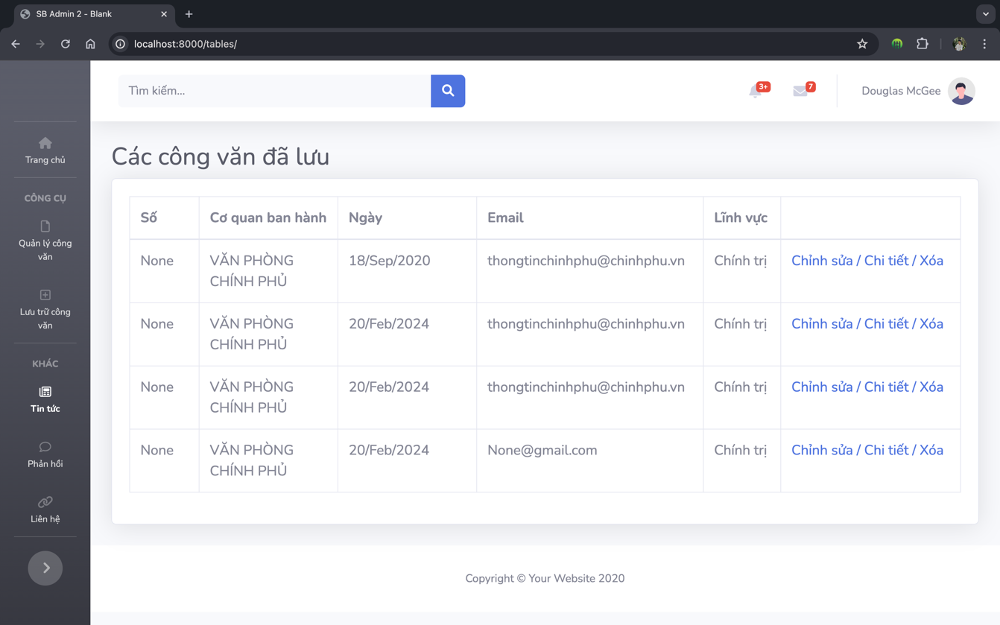 SB Admin 2 - Blank
localhost:8000/tables/
Tìm kiếm...
3+
7
Douglas McGee
Trang chủ
CÔNG CỤ
Quản lý công
văn
Lưu trữ công
văn
KHÁC
Tin tức
Phản hồi
Liên hệ
Các công văn đã lưu
Số Cơ quan ban hành Ngày Email Lĩnh vực
None VĂN PHÒNG 18/Sep/2020 thongtinchinhphu@chinhphu.vn Chính trị Chỉnh sửa / Chi tiết / Xóa
CHÍNH PHỦ
None VĂN PHÒNG 20/Feb/2024 thongtinchinhphu@chinhphu.vn Chính trị Chỉnh sửa / Chi tiết / Xóa
CHÍNH PHỦ
None VĂN PHÒNG 20/Feb/2024 thongtinchinhphu@chinhphu.vn Chính trị Chỉnh sửa / Chi tiết / Xóa
CHÍNH PHỦ
None VĂN PHÒNG 20/Feb/2024 None@gmail.com Chính trị Chỉnh sửa / Chi tiết / Xóa
CHÍNH PHỦ
Copyright © Your Website 2020